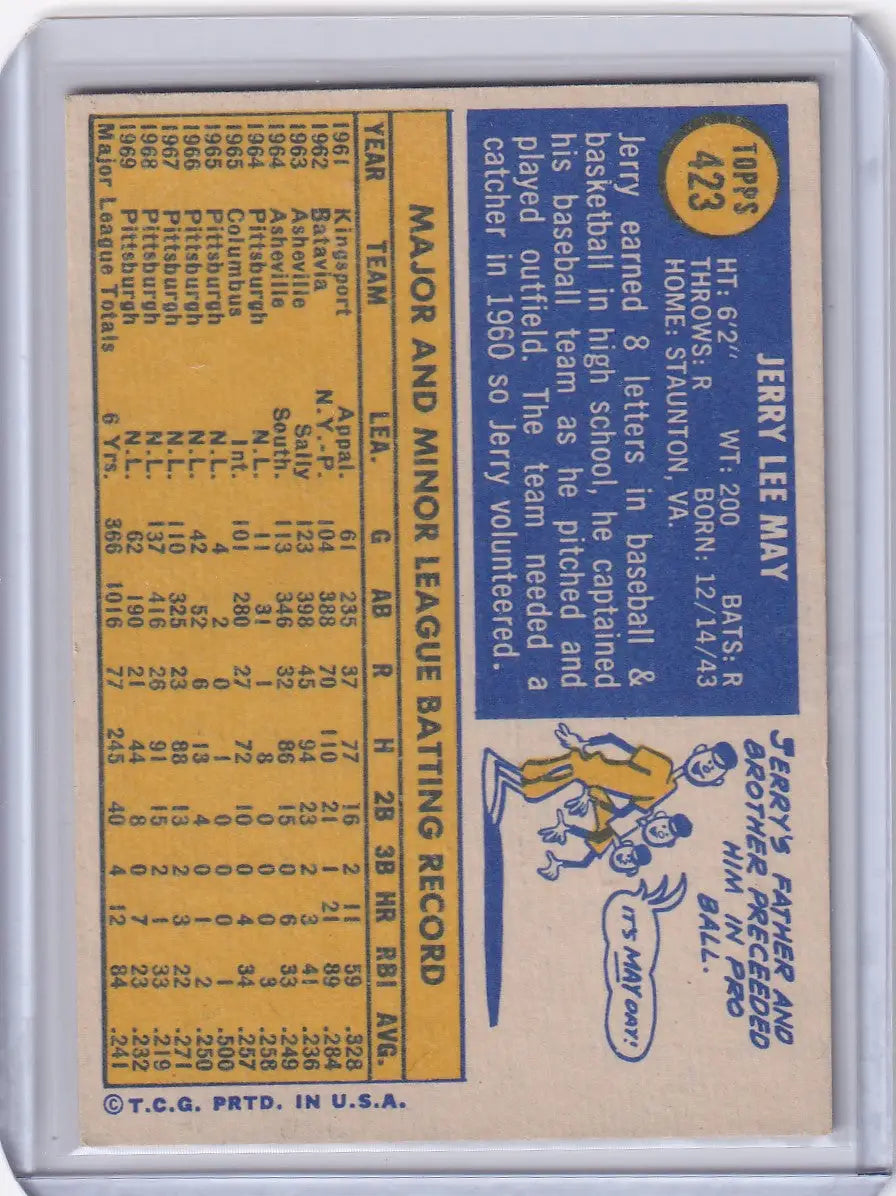 TOPPS
423
JERRY LEE MAY
HT: 6'2" WT: 200 BATS: R
THROWS: R BORN: 12/14/43
HOME: STAUNTON, VA.
Jerry earned 8 letters in baseball &
basketball in high school, he captained
his baseball team as he pitched and
played outfield. The team needed a
catcher in 1960 so Jerry volunteered.
JERRY'S FATHER AND
BROTHER PRECEEDED
HIM IN PRO
BALL.
IT'S MAY DAY!
MAJOR AND MINOR LEAGUE BATTING RECORD
YEAR TEAM LEA. G AB R H 2B 3B HR RBI AVG.
1961 Kingsport Appal. 61 235 37 77 16 2 11 59 .328
1962 Batavia N.Y.-P. 104 388 70 110 21 1 21 89 .284
1963 Asheville Sally 123 398 45 94 23 2 3 41 .236
1964 Asheville South. 113 346 32 86 15 0 6 33 .249
1964 Pittsburgh N.L. 11 31 1 8 0 0 0 3 .258
1965 Columbus Int. 101 280 27 72 10 0 4 34 .257
1965 Pittsburgh N.L. 4 2 0 1 0 0 0 1 .500
1966 Pittsburgh N.L. 42 52 6 13 4 0 1 2 .250
1967 Pittsburgh N.L. 110 325 23 88 13 2 3 22 .271
1968 Pittsburgh N.L. 137 416 26 91 15 2 1 33 .219
1969 Pittsburgh N.L. 62 190 21 44 8 0 7 23 .232
Major League Totals 6 Yrs. 366 1016 77 245 40 4 12 84 .241
© T.C.G. PRTD. IN U.S.A.